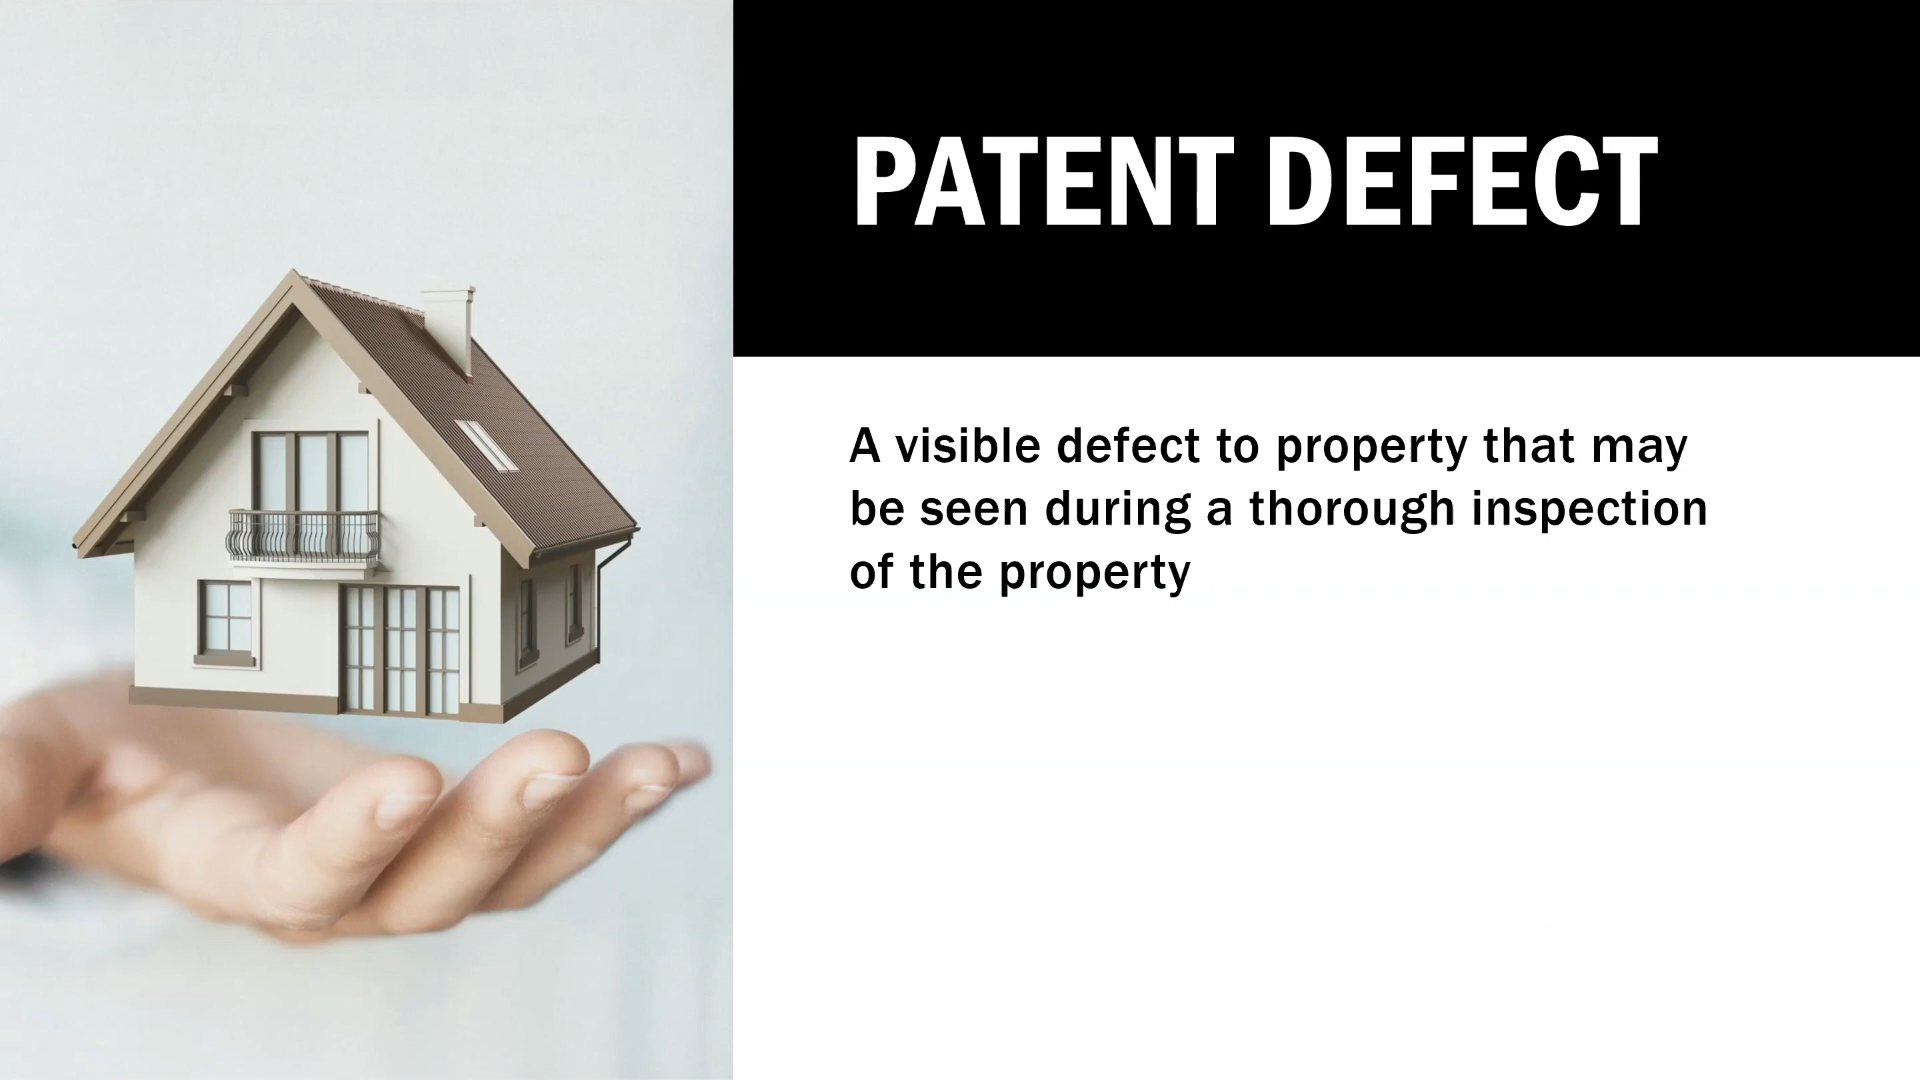 PATENT DEFECT
A visible defect to property that may
be seen during a thorough inspection
of the property